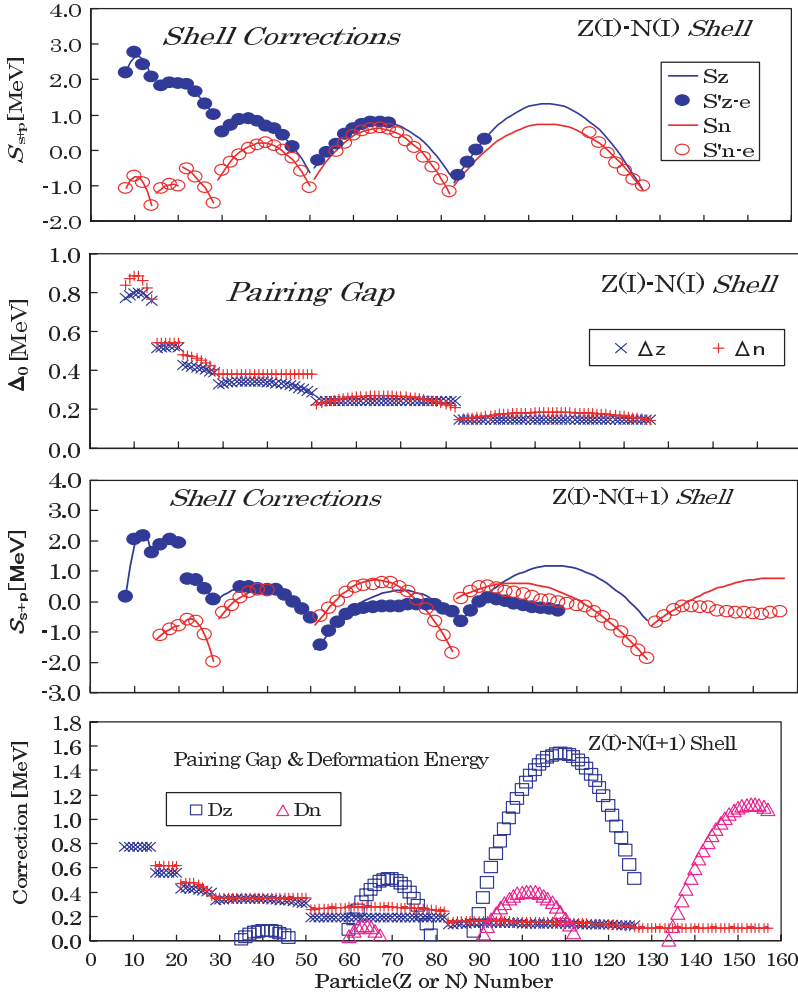 4.0
3.0
2.0
1.0
0.0
-1.0
-2.0
S s+p [MeV]
Shell Corrections
Z(I)-N(I) Shell
Sz
S'z-e
Sn
S'n-e
1.0
0.8
0.6
0.4
0.2
0.0
Δ0 [MeV]
Pairing Gap
Z(I)-N(I) Shell
Δz
Δn
4.0
3.0
2.0
1.0
0.0
-1.0
-2.0
-3.0
S s+p [MeV]
Shell Corrections
Z(I)-N(I+1) Shell
1.8
1.6
1.4
1.2
1.0
0.8
0.6
0.4
0.2
0.0
Correction [MeV]
Pairing Gap & Deformation Energy
Z(I)-N(I+1) Shell
Dz
Dn
0 10 20 30 40 50 60 70 80 90 100 110 120 130 140 150 160
Particle(Z or N) Number